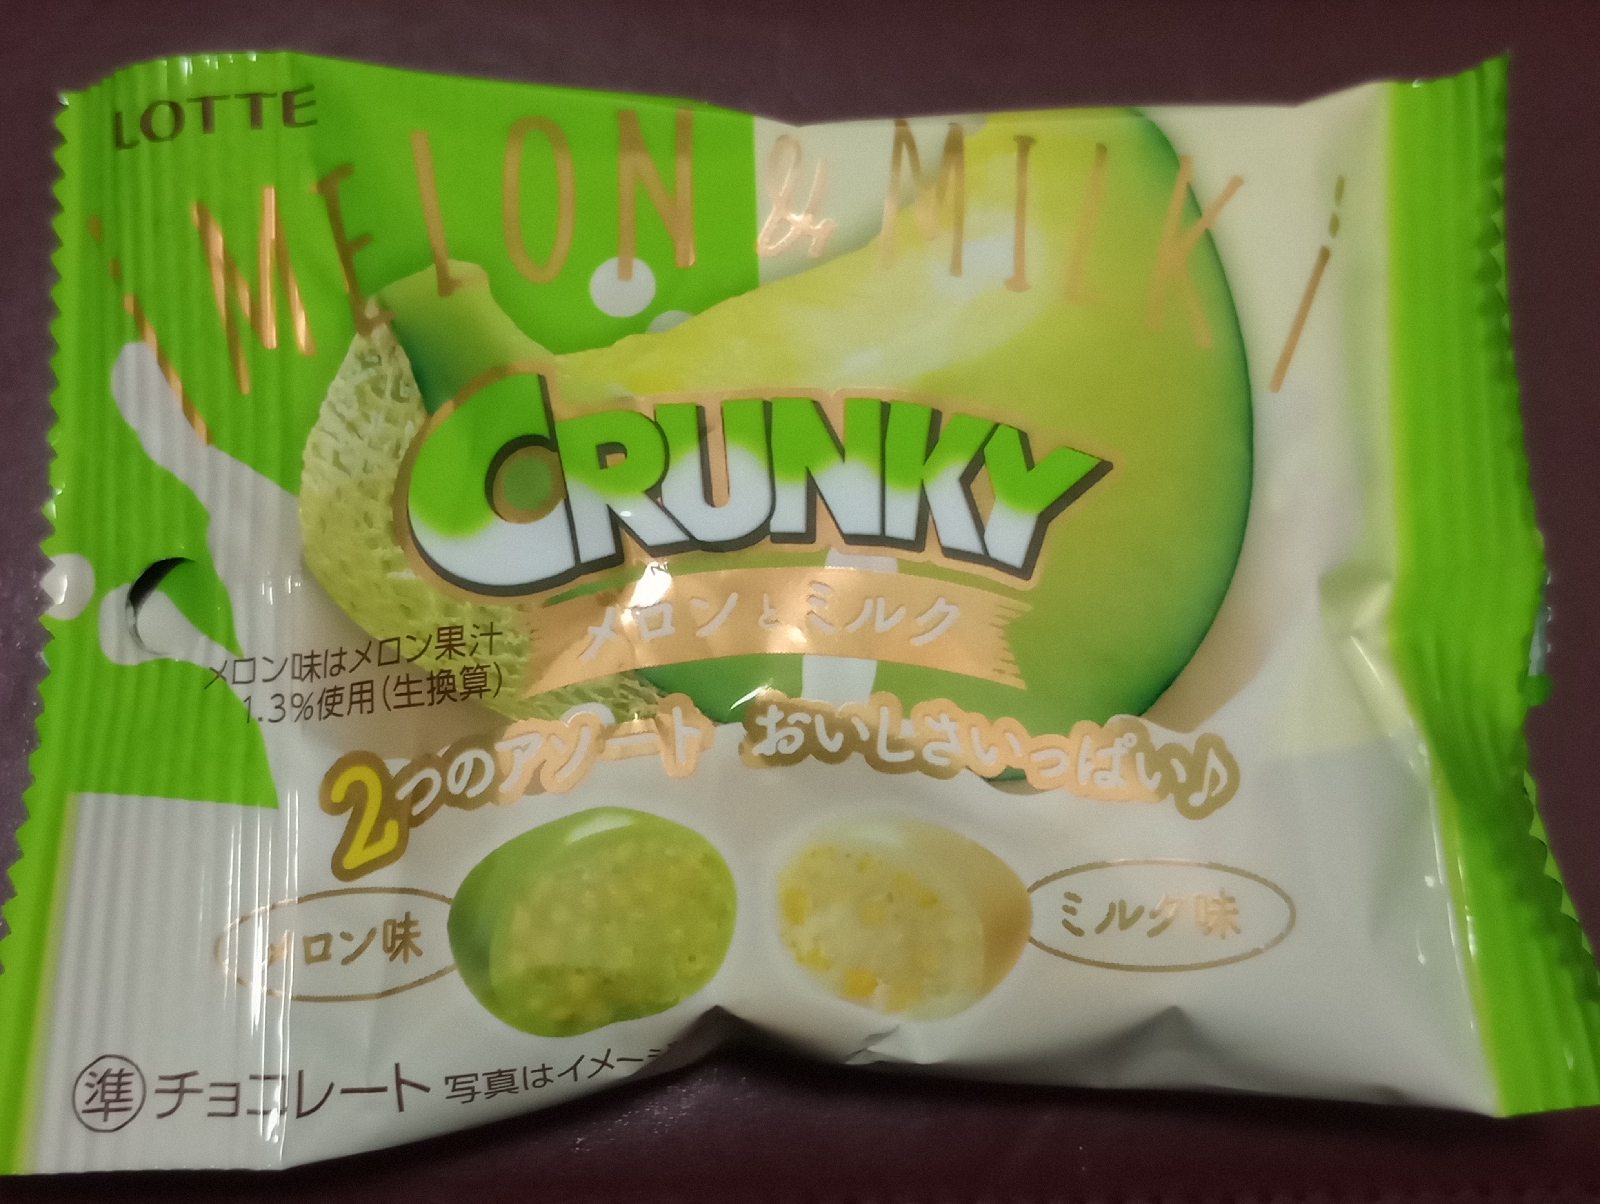 LOTTE
MELON & MILK
CRUNKY
メロンとミルク
メロン味はメロン果汁
1.3%使用(生換算)
2つのアソート おいしさいっぱい♪
メロン味
ミルク味
準チョコレート 写真はイメージ